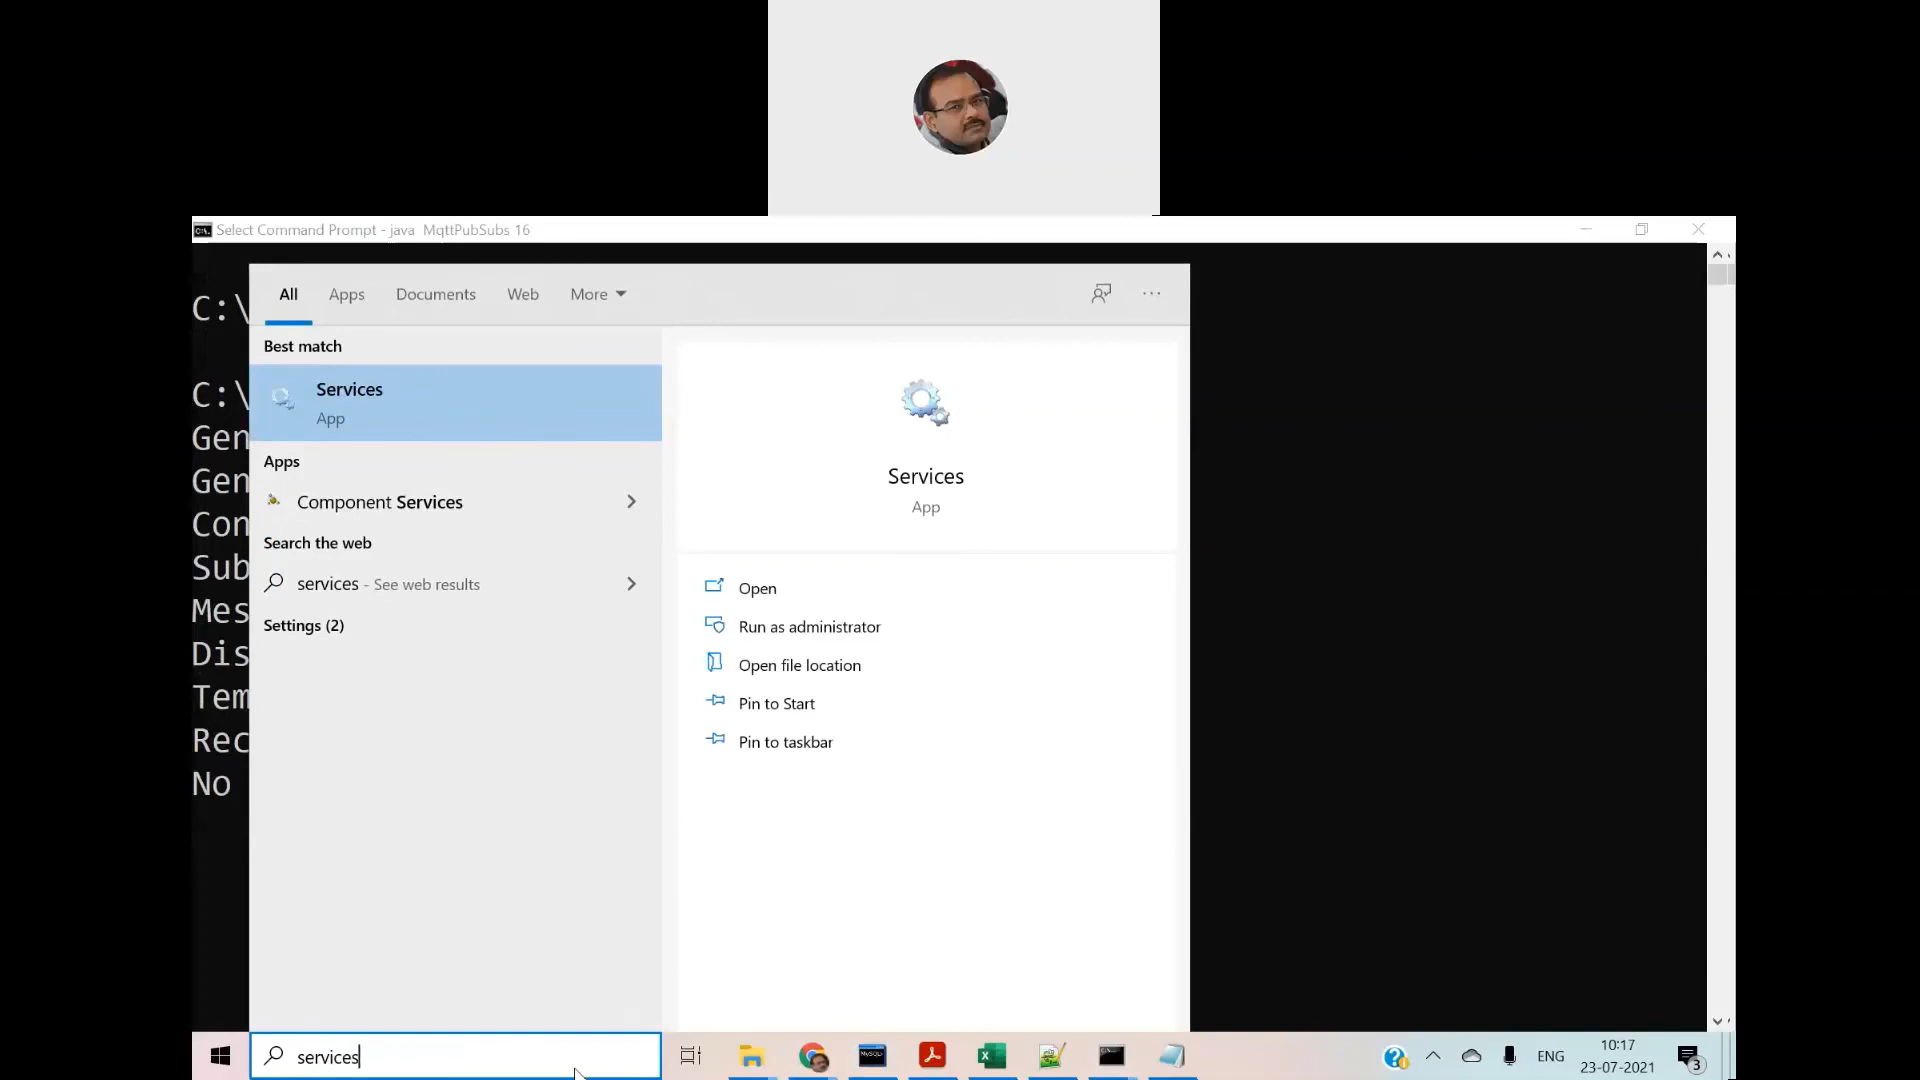 Select Command Prompt - java MqttPubSubs 16
All Apps Documents Web More
C:\
Best match
Services
App
C:\
Gen
Apps
Gen
Component Services
Con
Search the web
Sub
services - See web results
Mes
Settings (2)
Dis
Tem
Rec
No
Services
App
Open
Run as administrator
Open file location
Pin to Start
Pin to taskbar
services
MySQL
ENG
10:17
23-07-2021
3